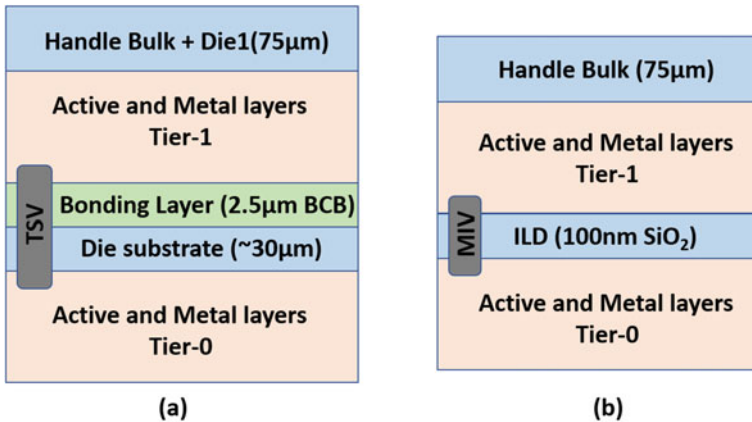 Handle Bulk + Die1(75μm)
Active and Metal layers
Tier-1
TSV
Bonding Layer (2.5μm BCB)
Die substrate (~30μm)
Active and Metal layers
Tier-0
(a)
Handle Bulk (75μm)
Active and Metal layers
Tier-1
MIV
ILD (100nm SiO₂)
Active and Metal layers
Tier-0
(b)